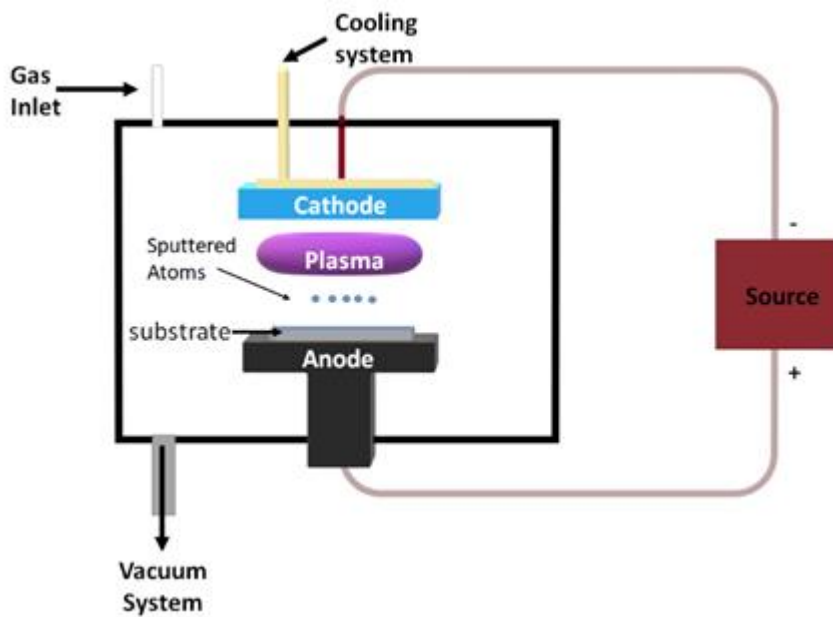 Cooling
system
Gas
Inlet
Cathode
Sputtered
Atoms
Plasma
-
Source
substrate
Anode
+
Vacuum
System